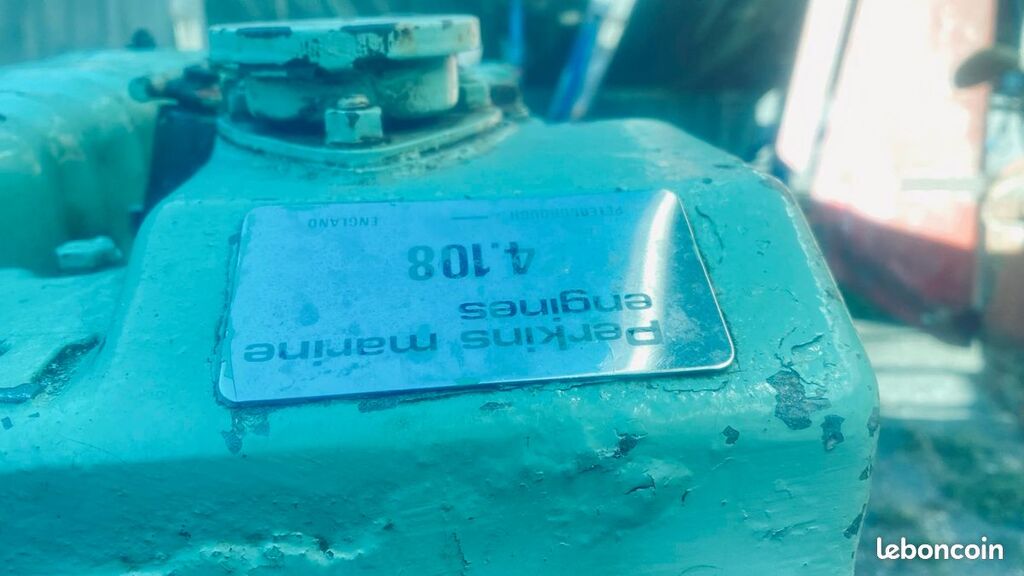 Perkins marine
engines
4.108
PETERBOROUGH — ENGLAND
leboncoin